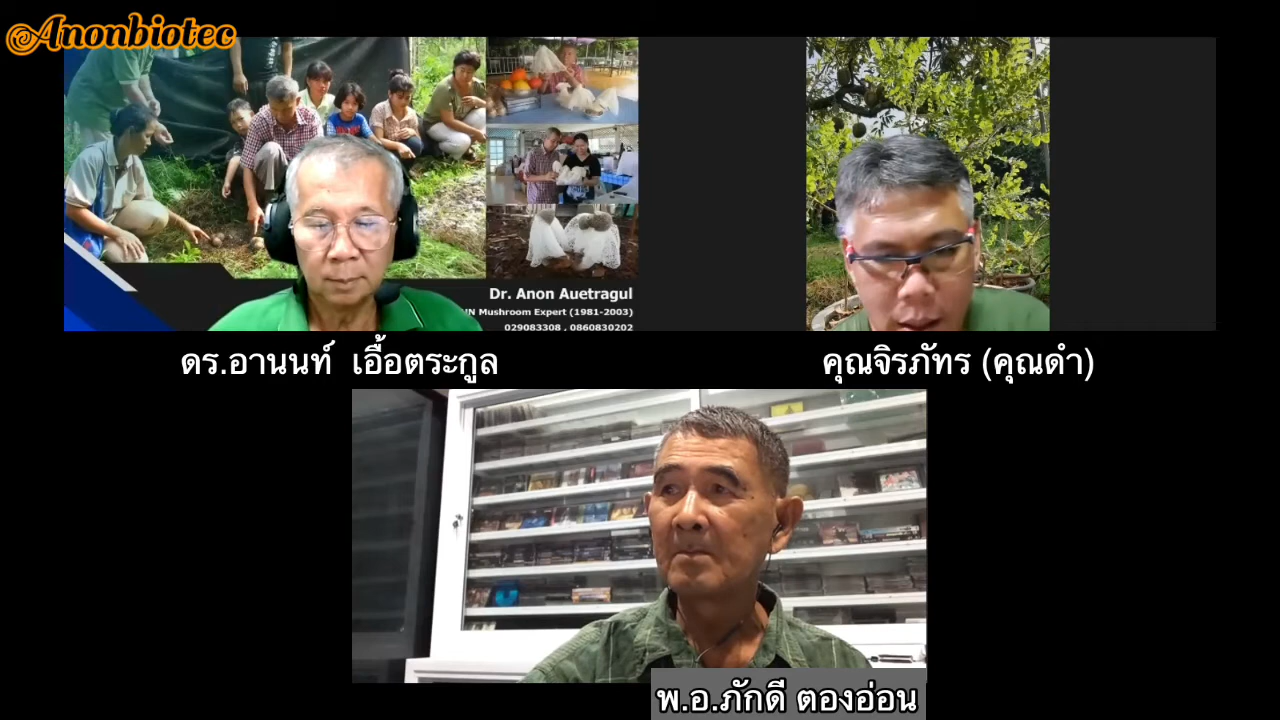 Anonbiotec
Dr. Anon Auetragul
UN Mushroom Expert (1981-2003)
029083308 , 0860830202
ดร.อานนท์ เอื้อตระกูล
คุณจิรภัทร (คุณดำ)
พ.อ.ภักดี ตองอ่อน